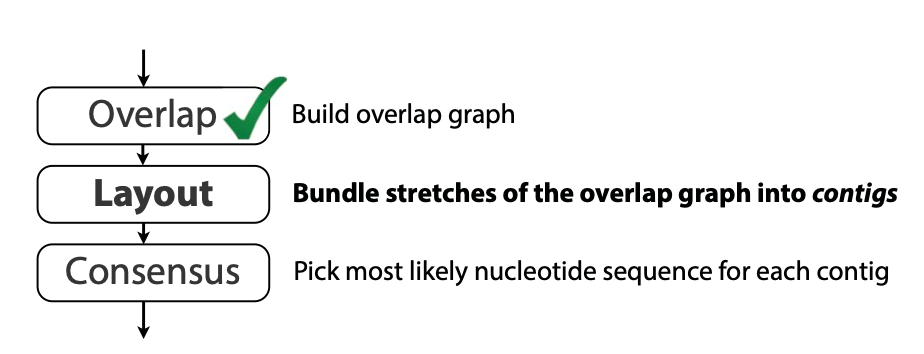 Overlap Build overlap graph
Layout Bundle stretches of the overlap graph into contigs
Consensus Pick most likely nucleotide sequence for each contig